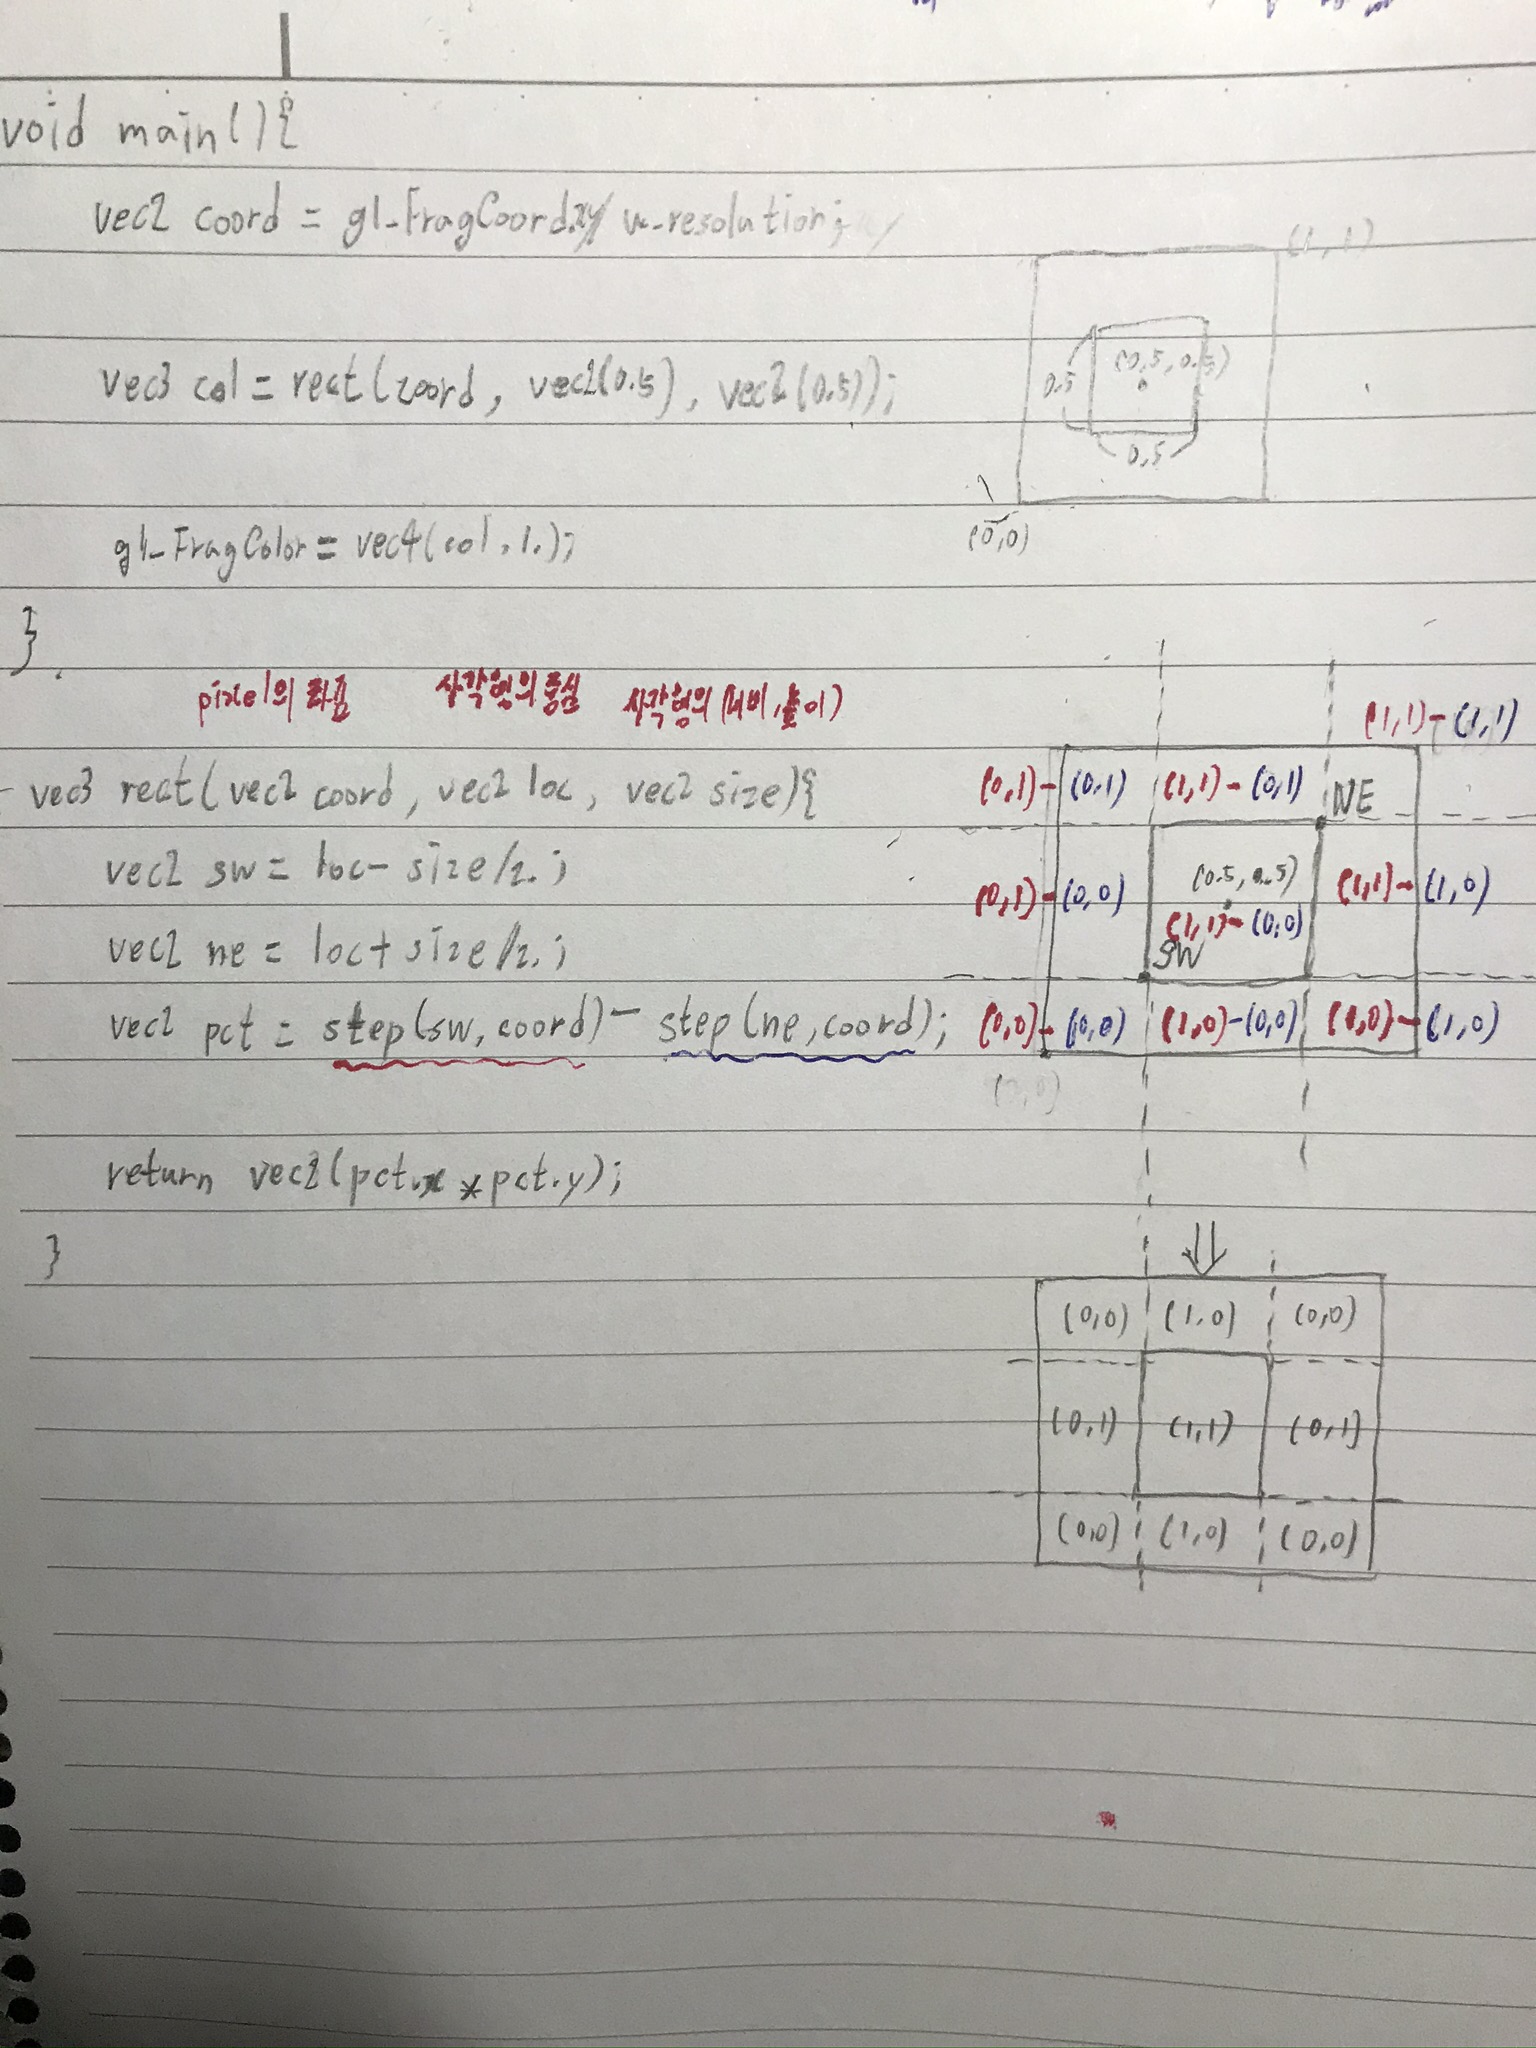 void main(){
vec2 coord = gl_FragCoord.xy/ u_resolution;
(1,1)
vec3 col = rect(coord, vec2(0.5), vec2(0.5));
(0.5, 0.5)
0.5
0.5
(0,0)
gl_FragColor = vec4(col, 1.);
}
pixel의 좌표 사각형의 중심 사각형의 (너비, 높이)
vec3 rect(vec2 coord, vec2 loc, vec2 size){
vec2 sw = loc - size/2.;
vec2 ne = loc + size/2.;
vec2 pct = step(sw, coord) - step(ne, coord);
return vec3(pct.x * pct.y);
}
(1,1) - (1,1)
(0,1) - (0,1) (1,1) - (0,1) NE
(0.5, 0.5)
(0,1) - (0,0) (1,1) - (0,0) (1,1) - (1,0)
SW
(0,0) - (0,0) (1,0) - (0,0) (1,0) - (1,0)
(0,0)
⇓
(0,0) (1,0) (0,0)
(0,1) (1,1) (0,1)
(0,0) (1,0) (0,0)